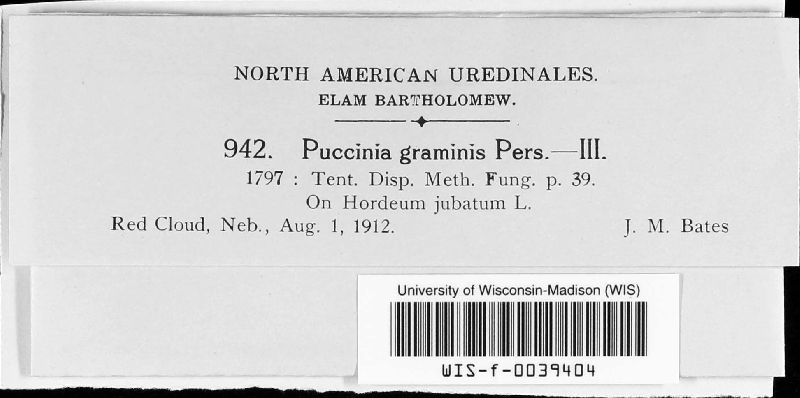 NORTH AMERICAN UREDINALES.
ELAM BARTHOLOMEW.
942. Puccinia graminis Pers.—III.
1797 : Tent. Disp. Meth. Fung. p. 39.
On Hordeum jubatum L.
Red Cloud, Neb., Aug. 1, 1912. J. M. Bates
University of Wisconsin-Madison (WIS)
WIS-f-0039404